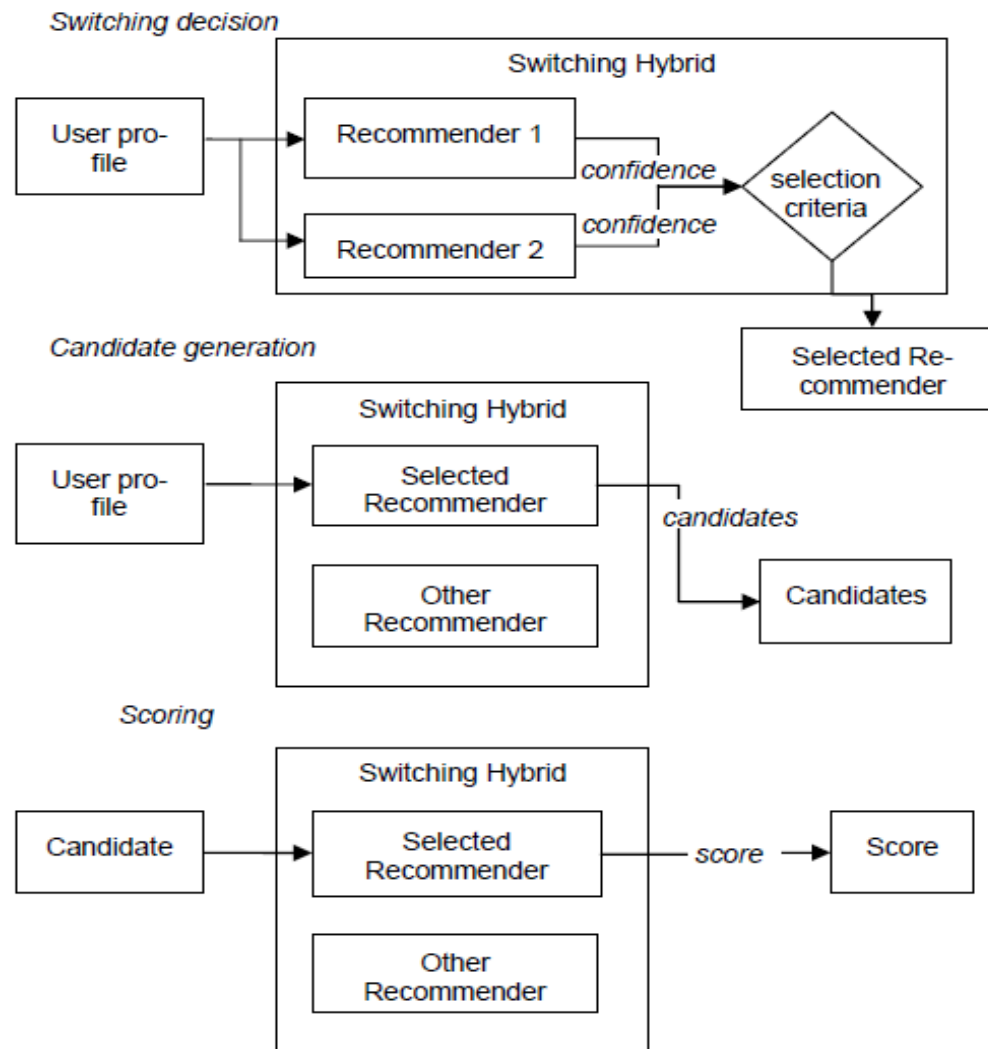 Switching decision
Switching Hybrid
User pro-
file
Recommender 1
confidence
selection
criteria
confidence
Recommender 2
Selected Re-
commender
Candidate generation
Switching Hybrid
User pro-
file
Selected
Recommender
candidates
Other
Recommender
Candidates
Scoring
Switching Hybrid
Candidate
Selected
Recommender
score
Score
Other
Recommender